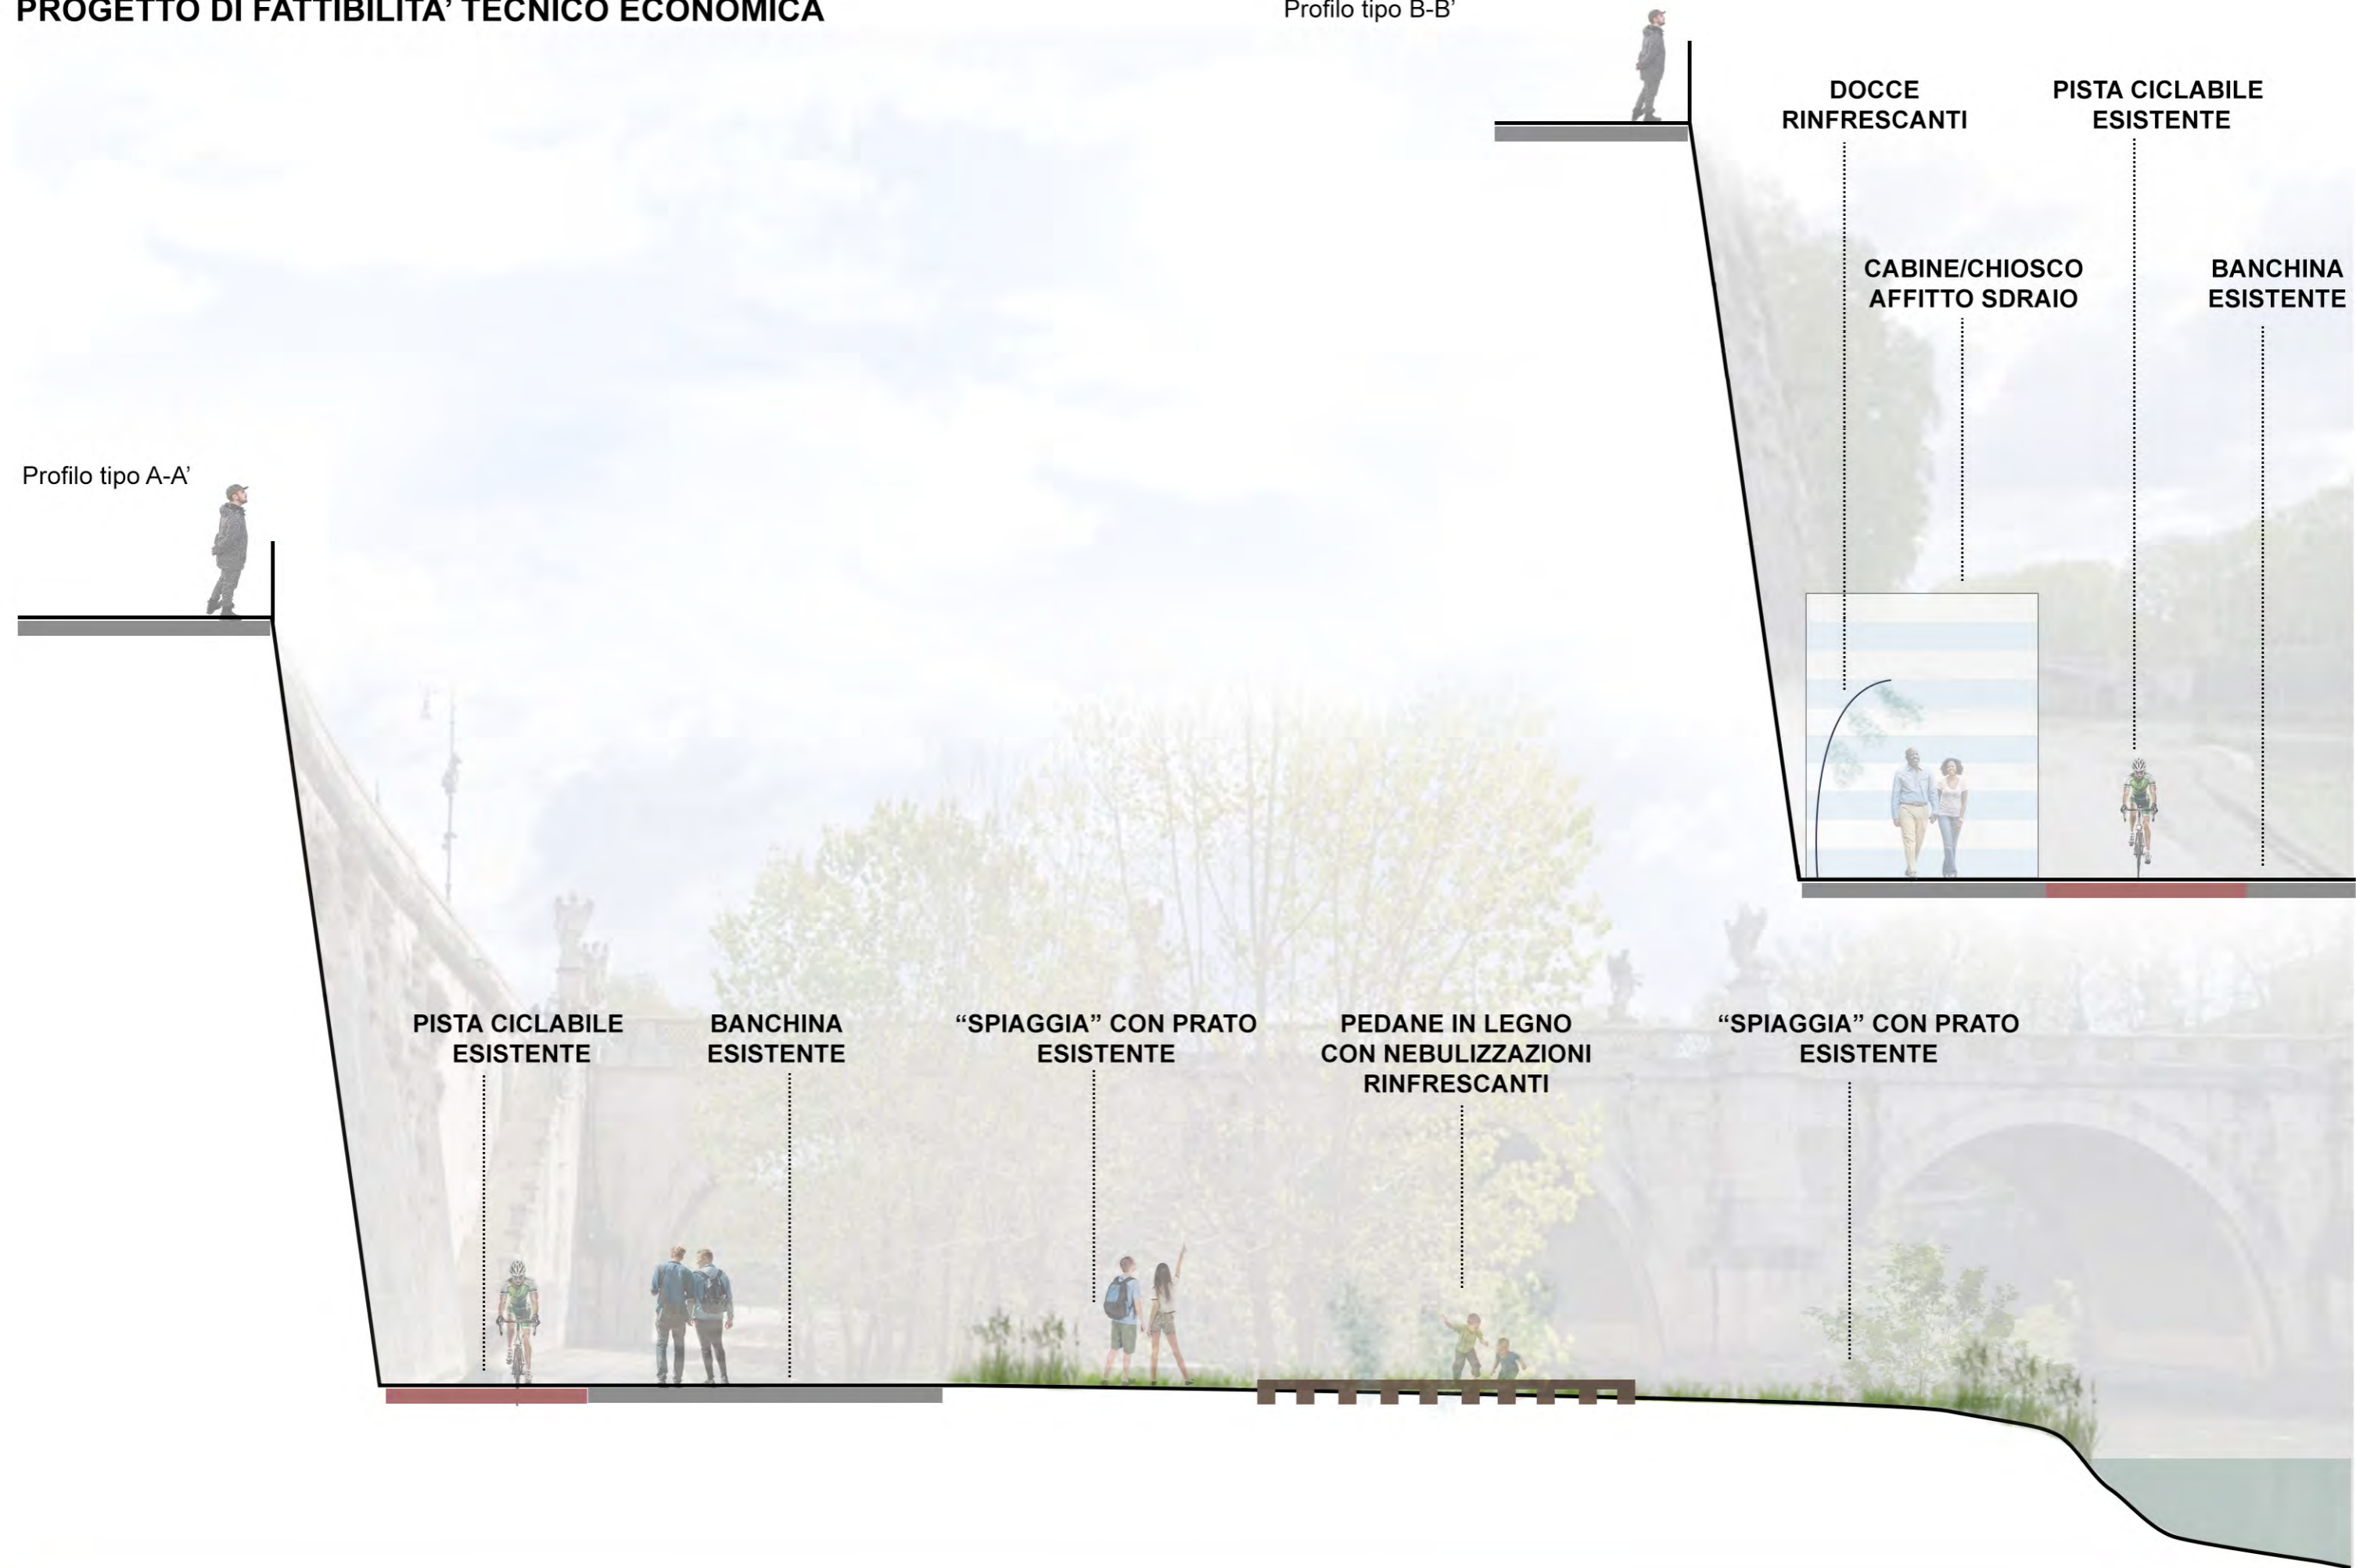 PROGETTO DI FATTIBILITA’ TECNICO ECONOMICA
Profilo tipo B-B’
DOCCE
RINFRESCANTI
PISTA CICLABILE
ESISTENTE
CABINE/CHIOSCO
AFFITTO SDRAIO
BANCHINA
ESISTENTE
Profilo tipo A-A’
PISTA CICLABILE
ESISTENTE
BANCHINA
ESISTENTE
“SPIAGGIA” CON PRATO
ESISTENTE
PEDANE IN LEGNO
CON NEBULIZZAZIONI
RINFRESCANTI
“SPIAGGIA” CON PRATO
ESISTENTE